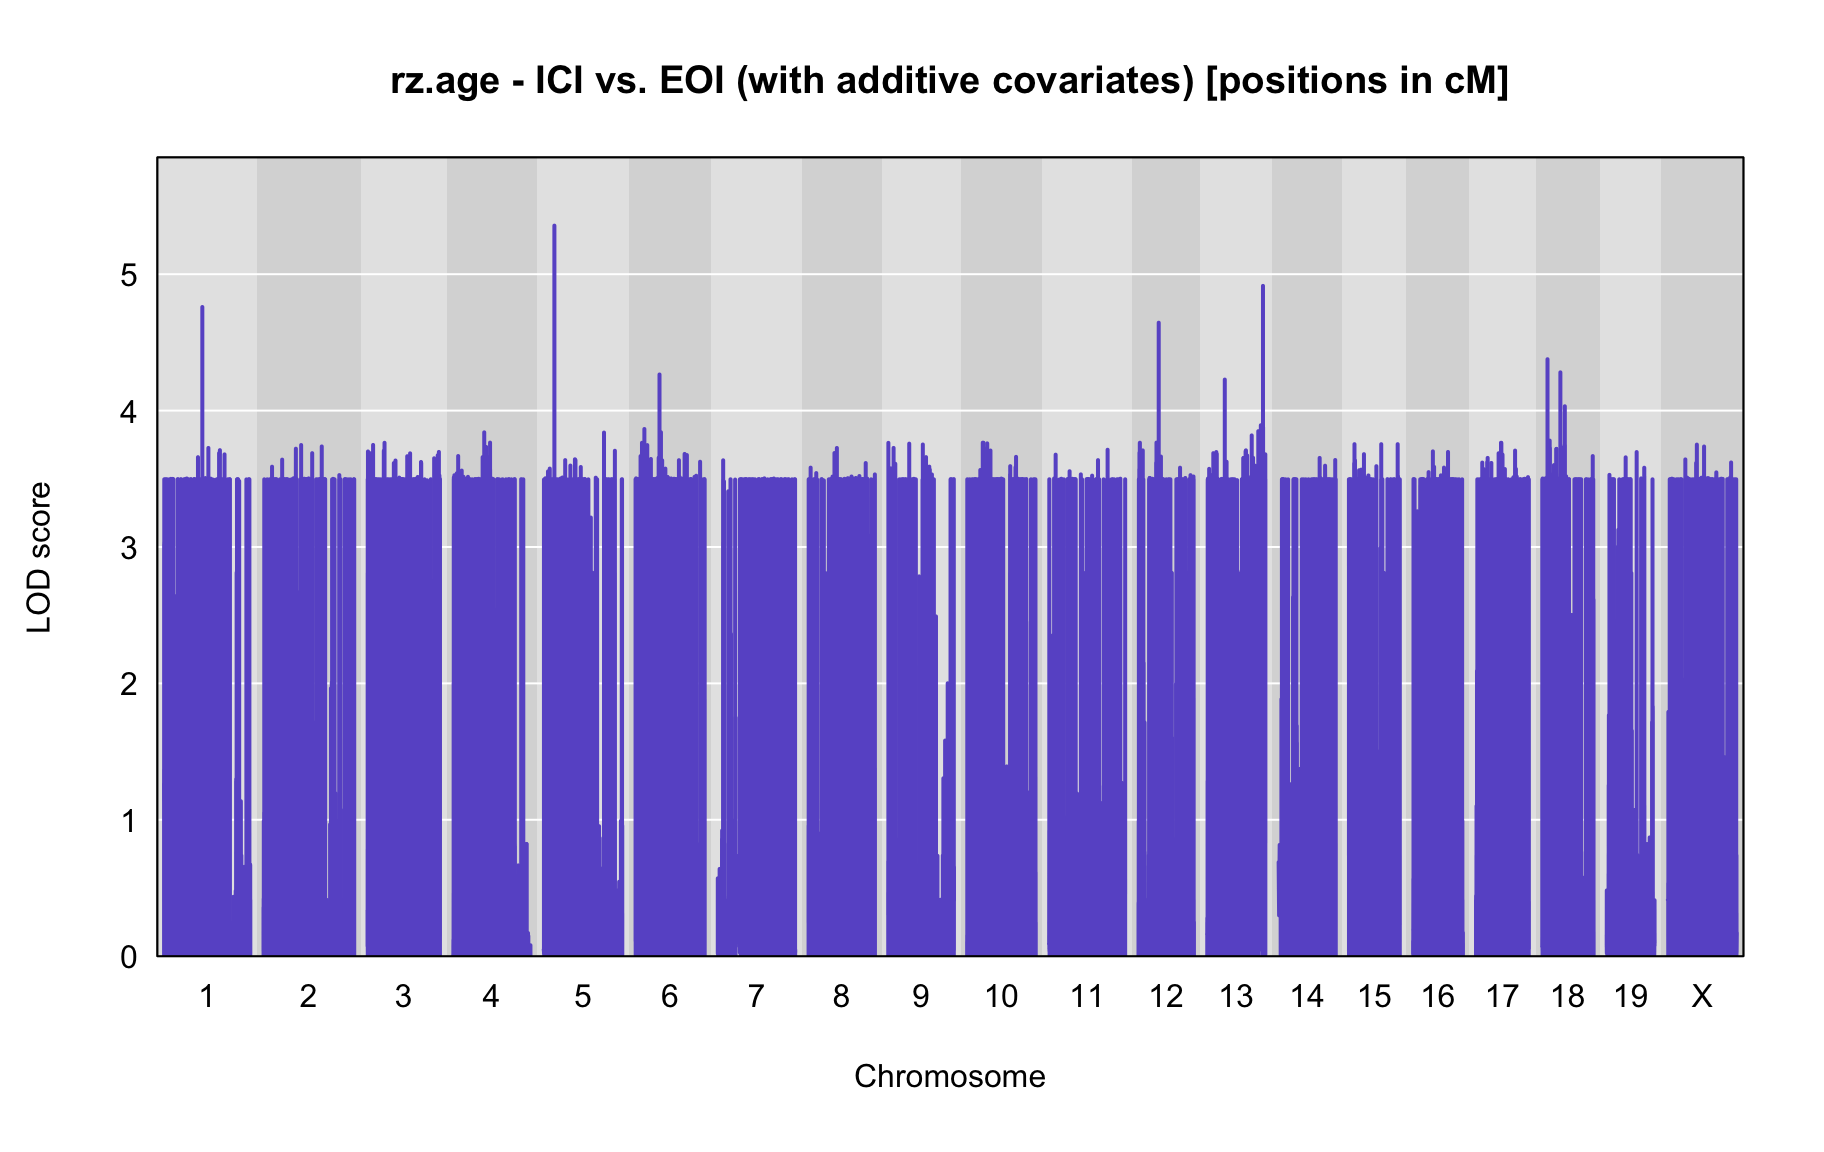 rz.age - ICI vs. EOI (with additive covariates) [positions in cM]
LOD score
5
4
3
2
1
0
1 2 3 4 5 6 7 8 9 10 11 12 13 14 15 16 17 18 19 X
Chromosome